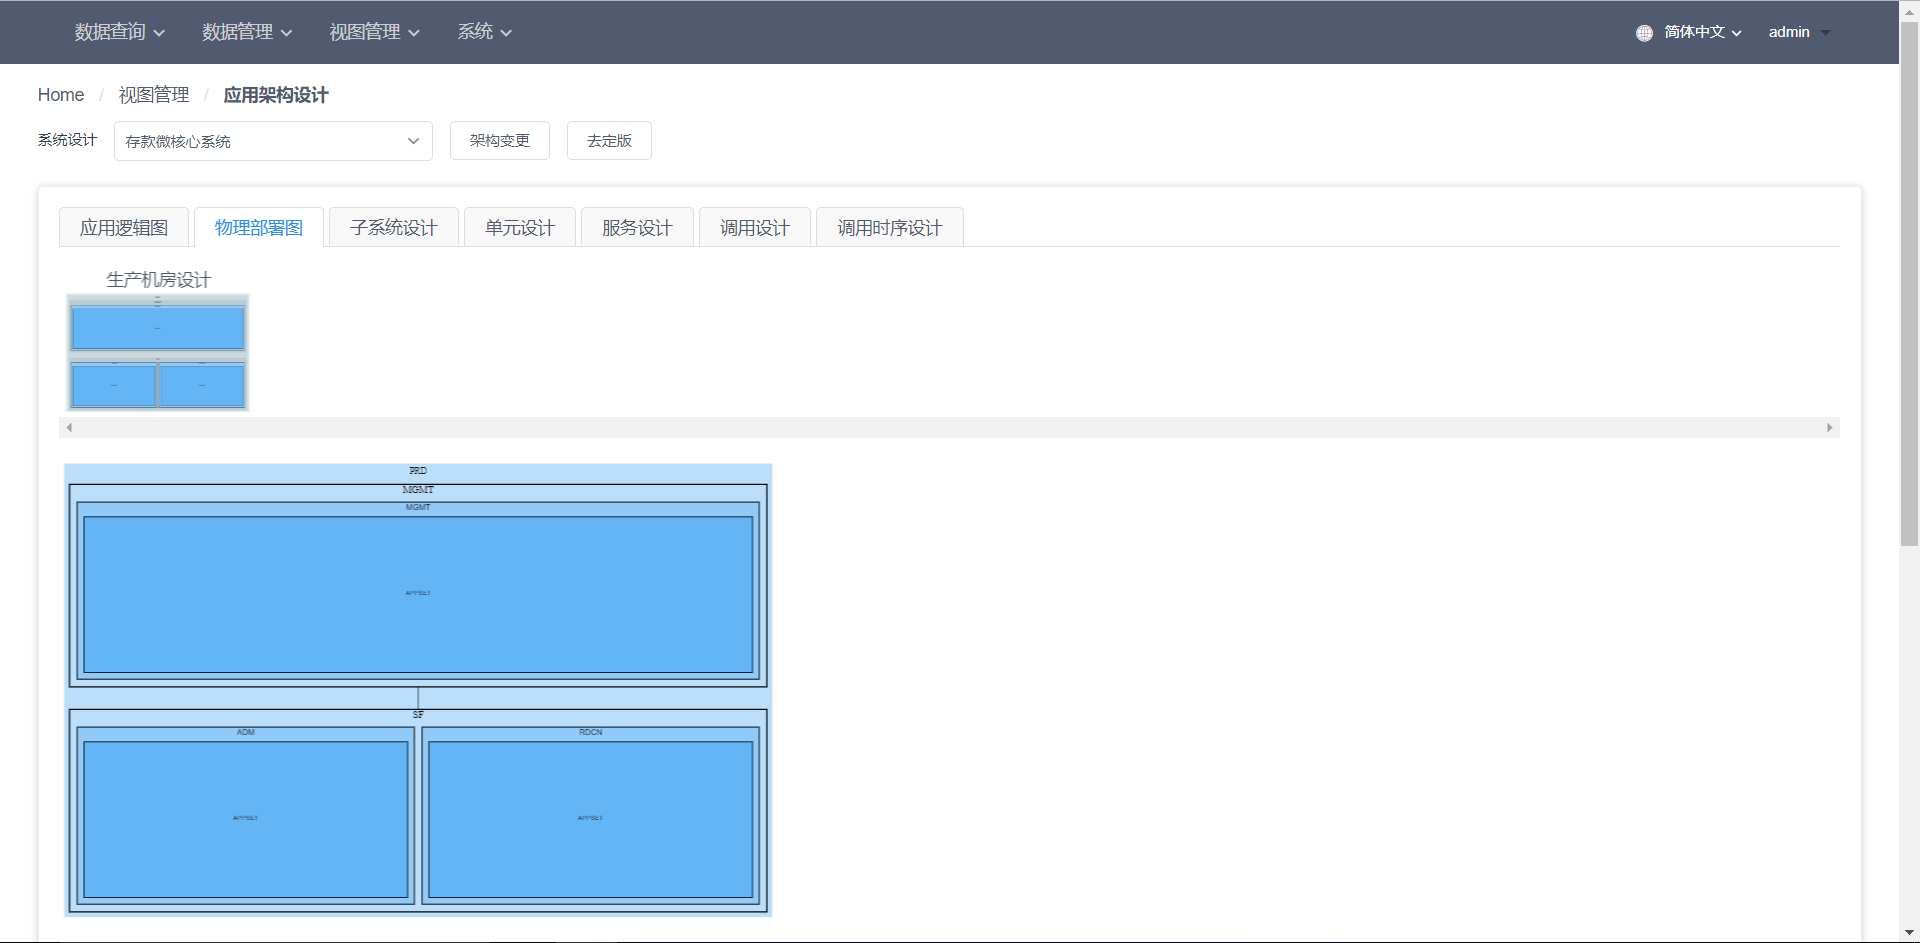 数据查询 数据管理 视图管理 系统 简体中文 admin
Home / 视图管理 / 应用架构设计
系统设计 存款微核心系统 架构变更 去定版
应用逻辑图 物理部署图 子系统设计 单元设计 服务设计 调用设计 调用时序设计
生产机房设计
PRD
MGMT
MGMT
APPSET
SF
ADM RDCN
APPSET APPSET